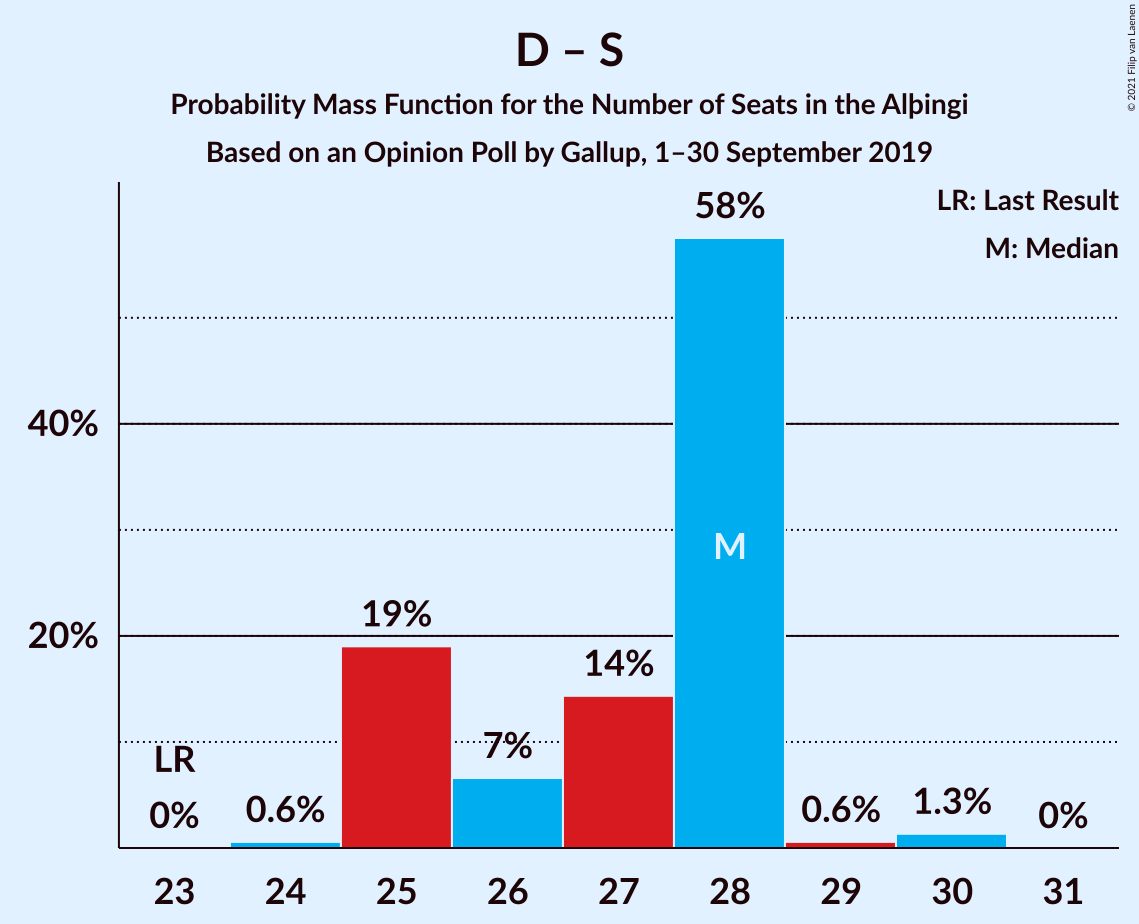 D – S
Probability Mass Function for the Number of Seats in the Alþingi
Based on an Opinion Poll by Gallup, 1–30 September 2019
© 2021 Filip van Laenen
LR: Last Result
M: Median
58%
40%
M
19%
20%
14%
7%
LR
0%
0.6%
0.6%
1.3%
0%
23 24 25 26 27 28 29 30 31